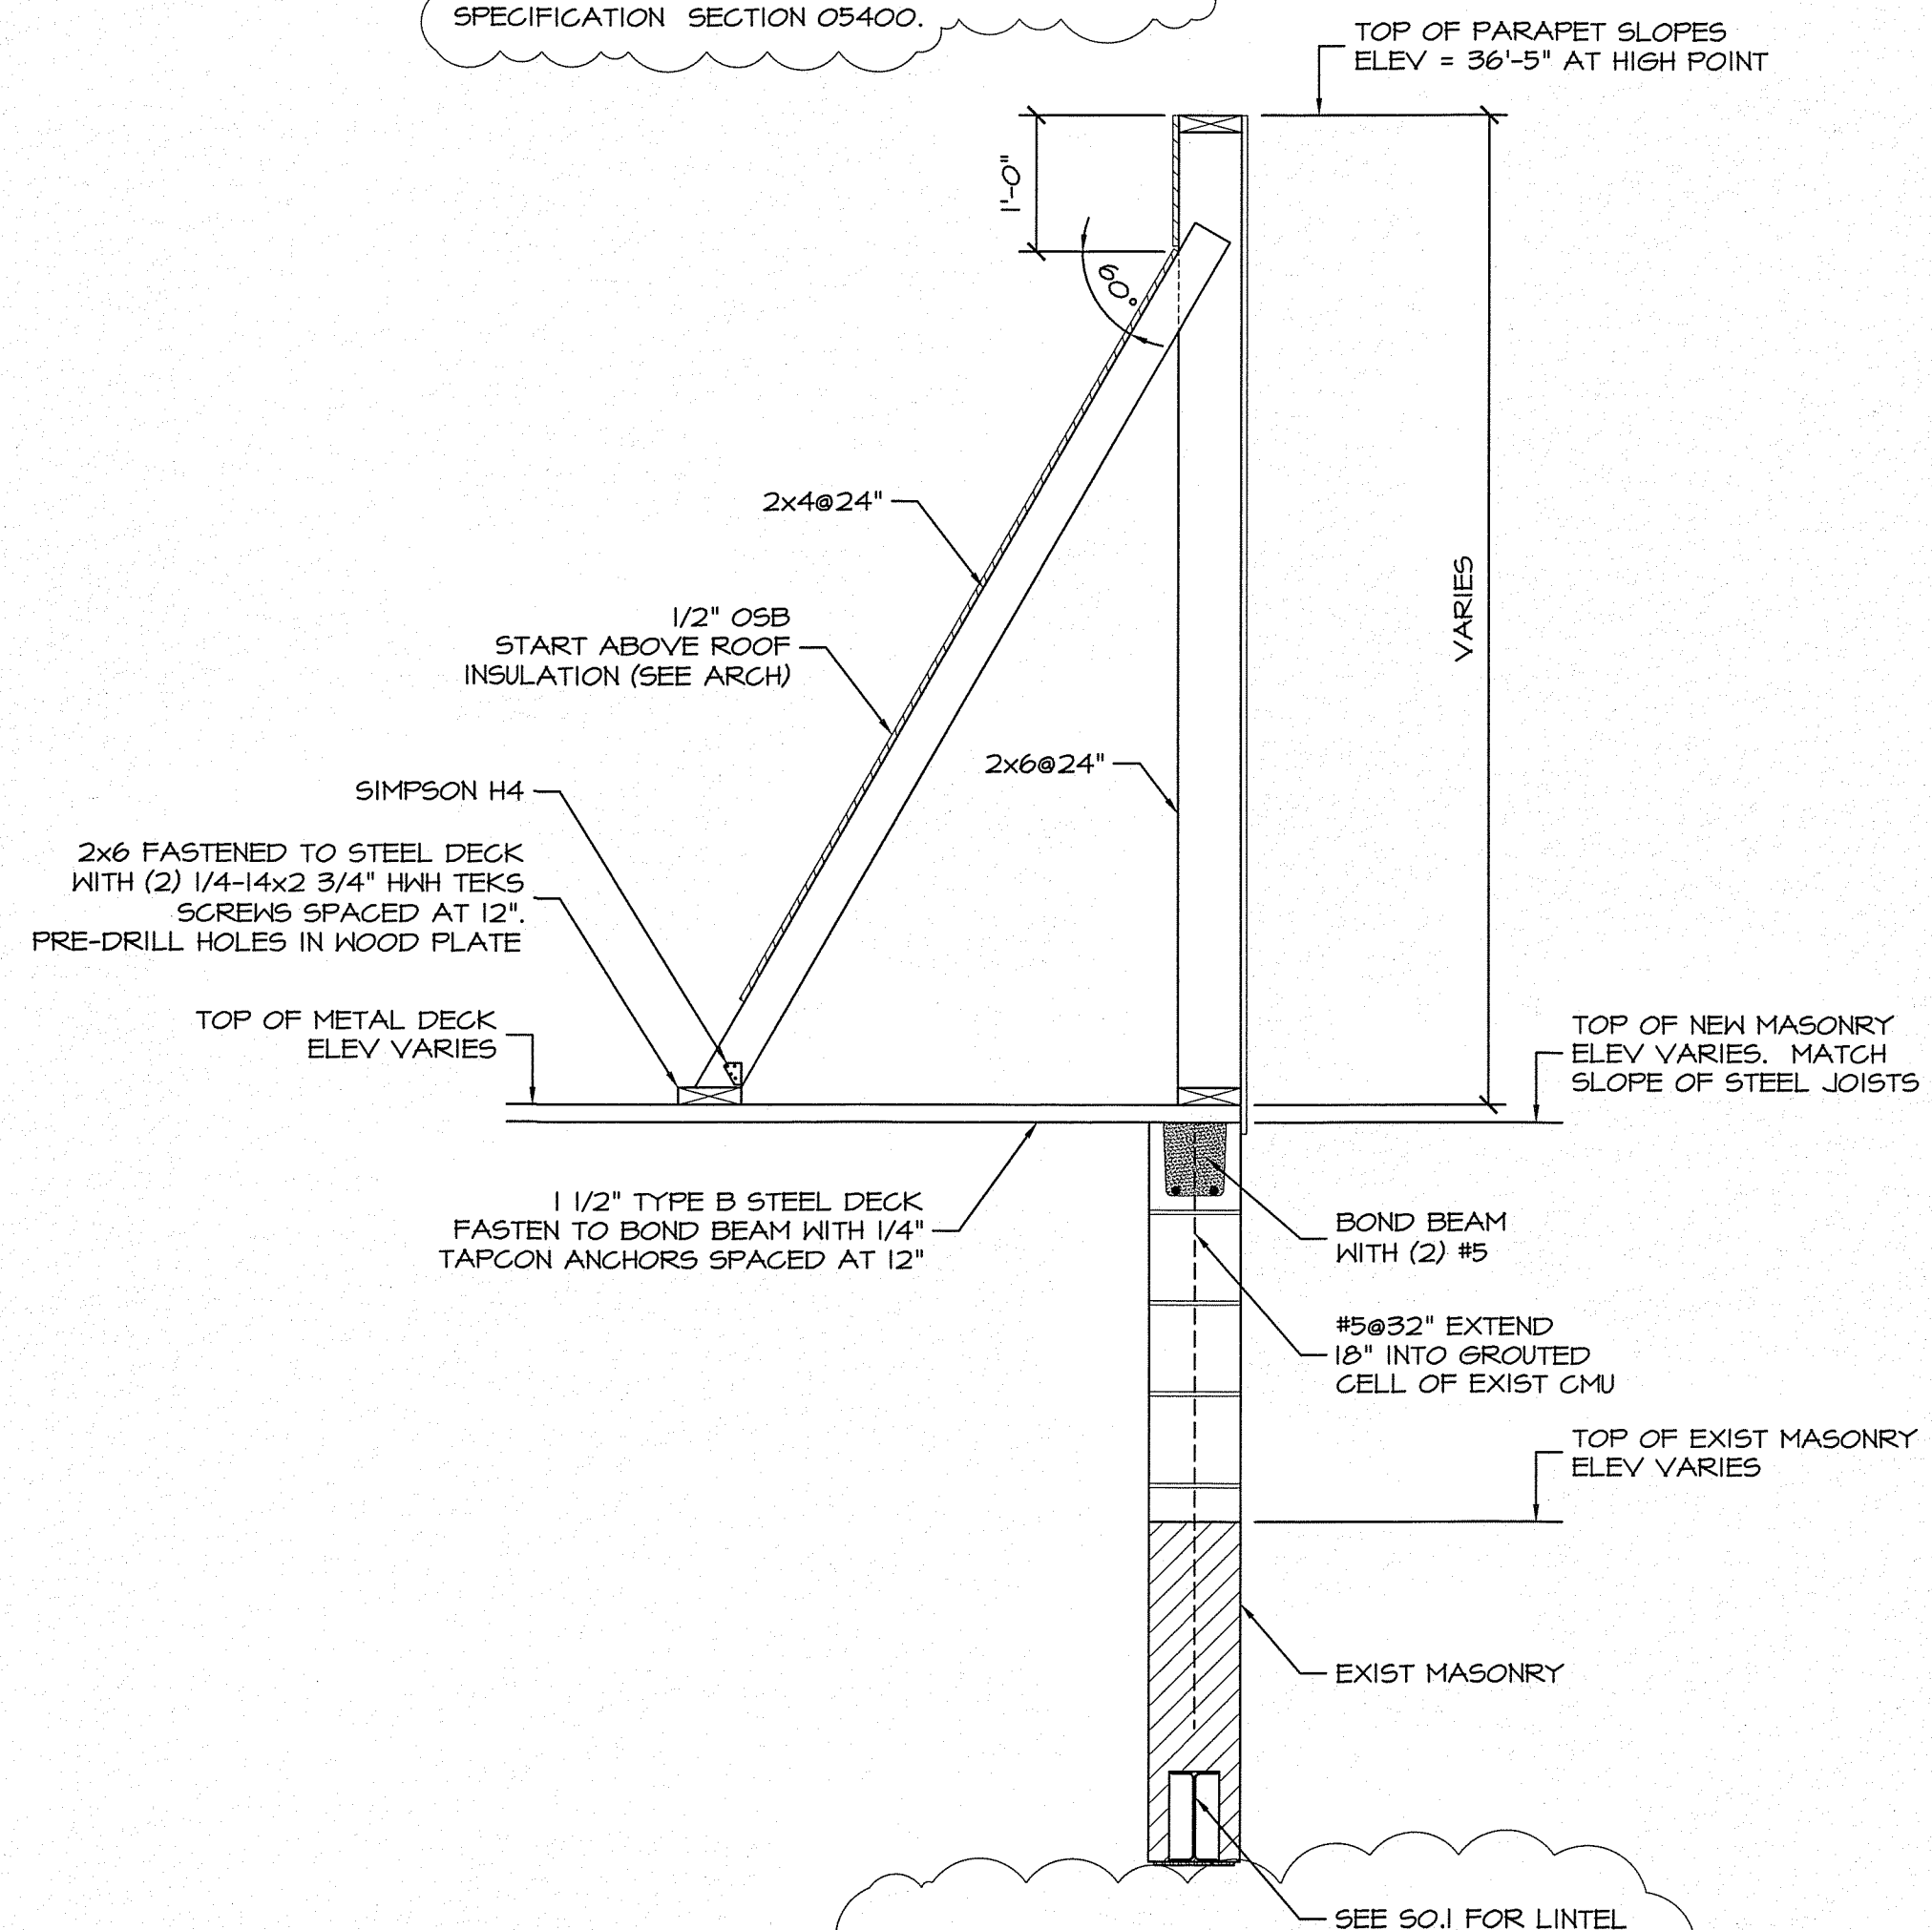 SPECIFICATION SECTION 05400.
TOP OF PARAPET SLOPES
ELEV = 36'-5" AT HIGH POINT
1'-0"
60°
2x4@24"
1/2" OSB
START ABOVE ROOF
INSULATION (SEE ARCH)
VARIES
2x6@24"
SIMPSON H4
2x6 FASTENED TO STEEL DECK
WITH (2) 1/4-14x2 3/4" HWH TEKS
SCREWS SPACED AT 12".
PRE-DRILL HOLES IN WOOD PLATE
TOP OF METAL DECK
ELEV VARIES
TOP OF NEW MASONRY
ELEV VARIES. MATCH
SLOPE OF STEEL JOISTS
1 1/2" TYPE B STEEL DECK
FASTEN TO BOND BEAM WITH 1/4"
TAPCON ANCHORS SPACED AT 12"
BOND BEAM
WITH (2) #5
#5@32" EXTEND
18" INTO GROUTED
CELL OF EXIST CMU
TOP OF EXIST MASONRY
ELEV VARIES
EXIST MASONRY
SEE S0.1 FOR LINTEL